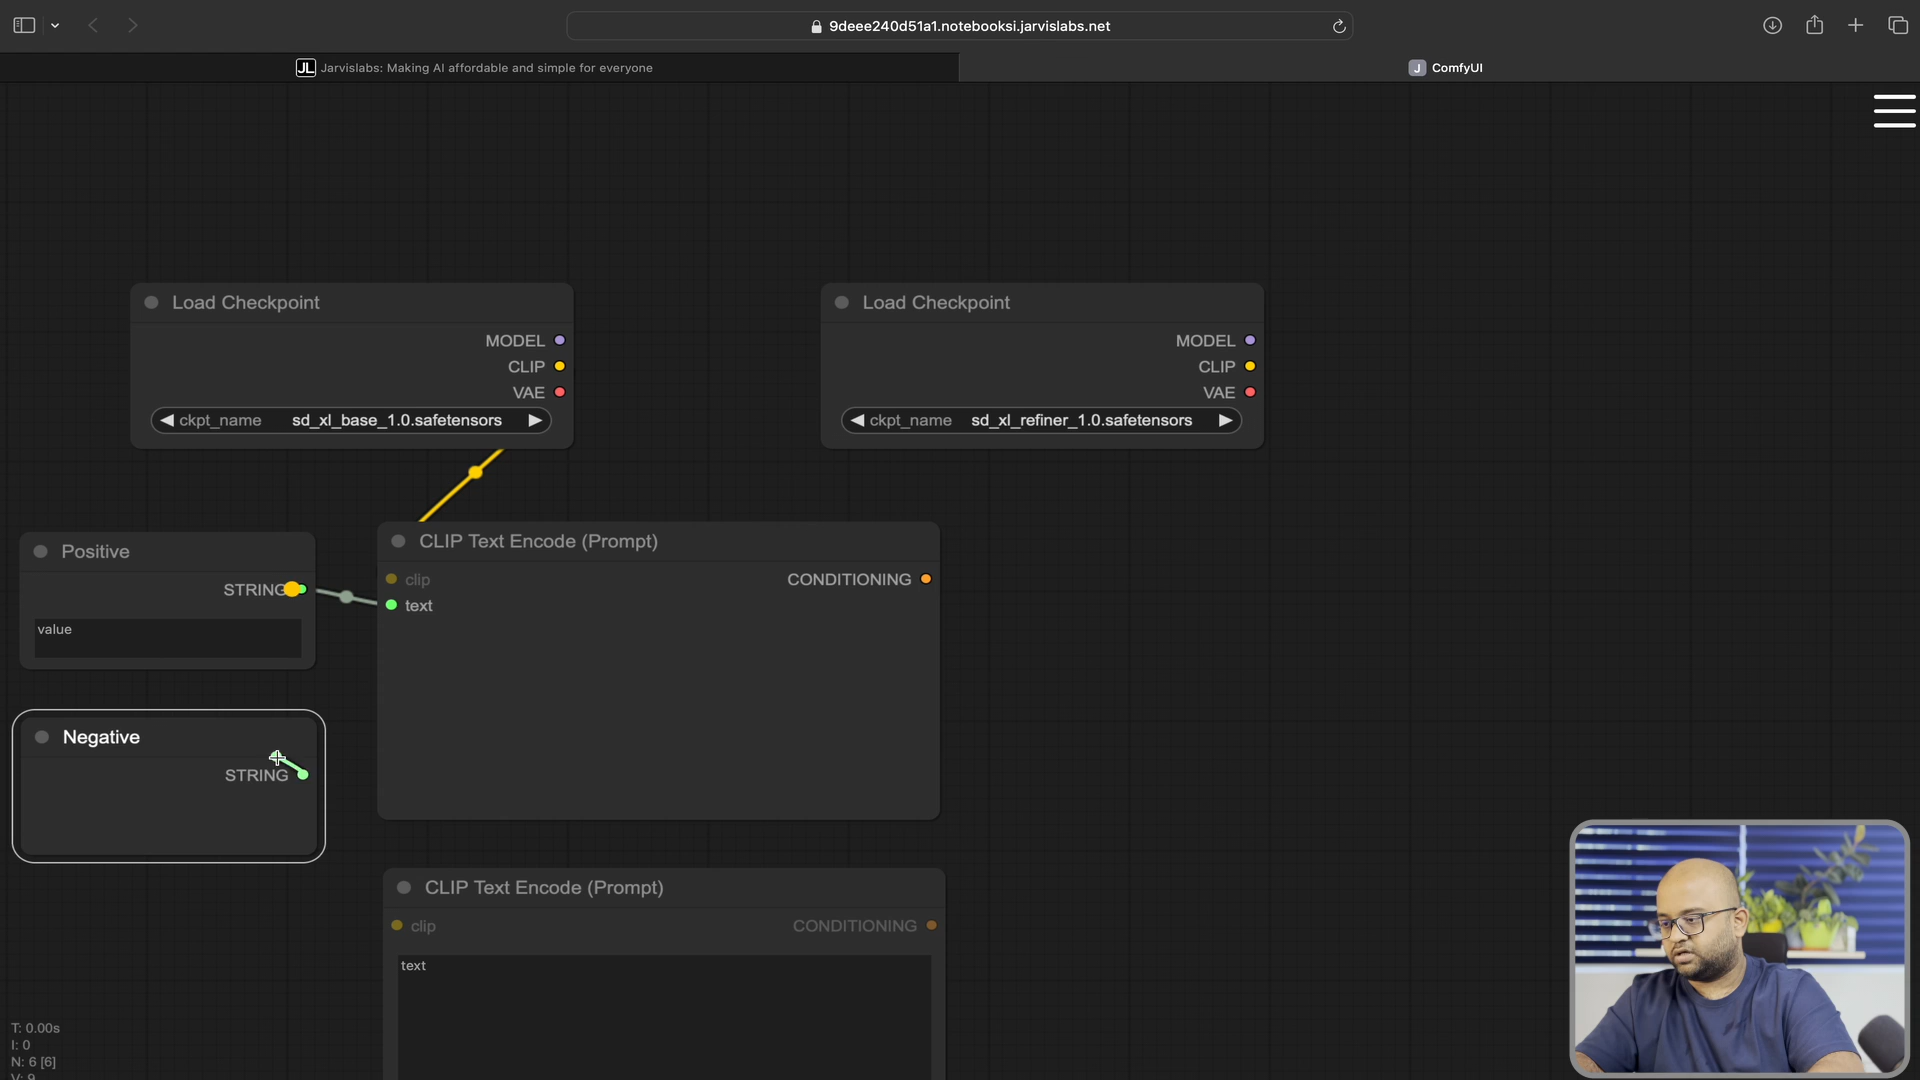 9deee240d51a1.notebooksi.jarvislabs.net
JL Jarvislabs: Making AI affordable and simple for everyone
J ComfyUI
Load Checkpoint
MODEL
CLIP
VAE
ckpt_name sd_xl_base_1.0.safetensors
Load Checkpoint
MODEL
CLIP
VAE
ckpt_name sd_xl_refiner_1.0.safetensors
Positive
STRING
value
CLIP Text Encode (Prompt)
clip CONDITIONING
text
Negative
STRING
CLIP Text Encode (Prompt)
clip CONDITIONING
text
T: 0.00s
I: 0
N: 6 [6]
V: 9